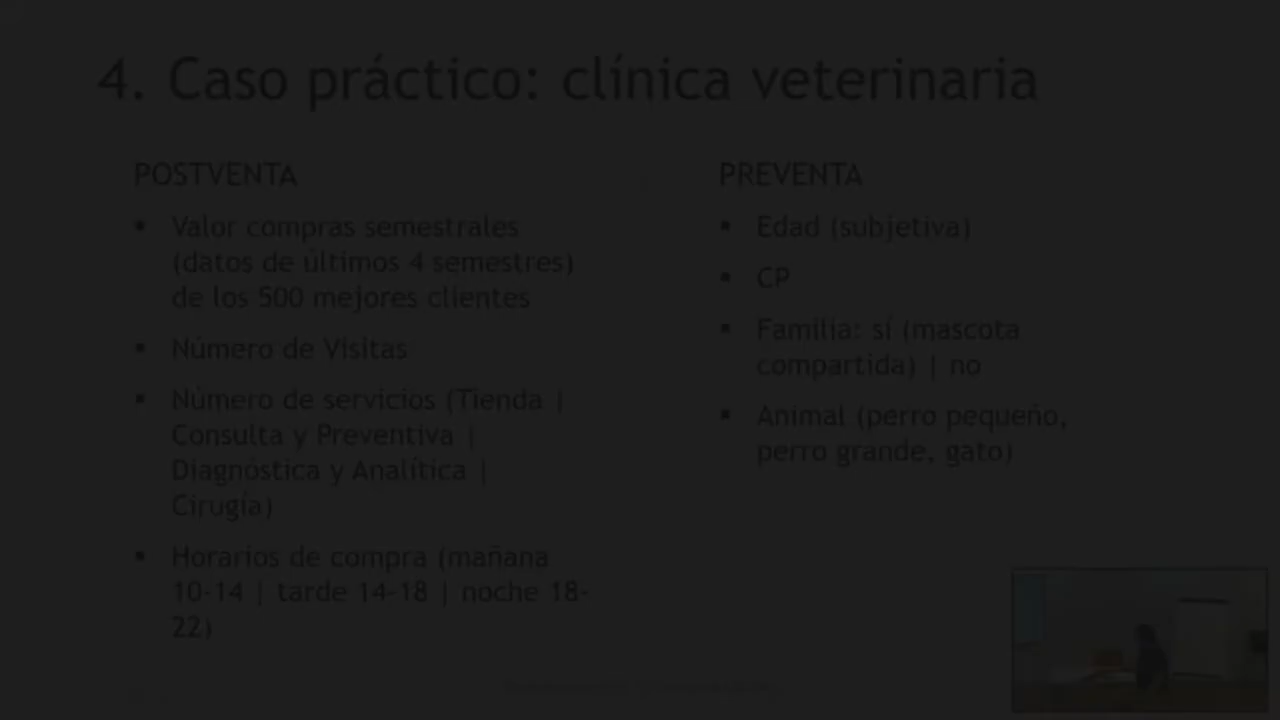 4. Caso práctico: clínica veterinaria
POSTVENTA
▪ Valor compras semestrales
(datos de últimos 4 semestres)
de los 500 mejores clientes
▪ Número de Visitas
▪ Número de servicios (Tienda |
Consulta y Preventiva |
Diagnóstica y Analítica |
Cirugía)
▪ Horarios de compra (mañana
10-14 | tarde 14-18 | noche 18-
22)
PREVENTA
▪ Edad (subjetiva)
▪ CP
▪ Familia: sí (mascota
compartida) | no
▪ Animal (perro pequeño,
perro grande, gato)